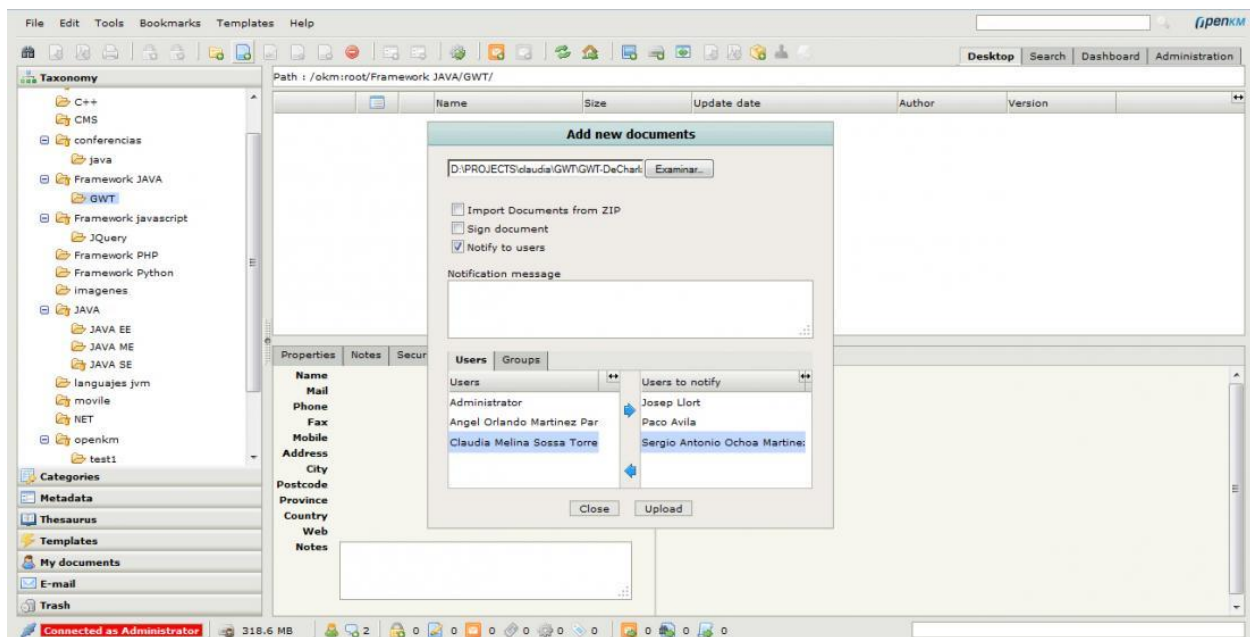 File Edit Tools Bookmarks Templates Help
OpenKM
Desktop Search Dashboard Administration
Taxonomy
Path : /okm:root/Framework JAVA/GWT/
Name Size Update date Author Version
C++
CMS
conferencias
java
Framework JAVA
GWT
Framework javascript
JQuery
Framework PHP
Framework Python
imagenes
JAVA
JAVA EE
JAVA ME
JAVA SE
languajes jvm
movile
NET
openkm
test1
Categories
Metadata
Thesaurus
Templates
My documents
E-mail
Trash
Add new documents
D:\PROJECTS\claudia\GWT\GWT-DeCharl Examinar...
Import Documents from ZIP
Sign document
Notify to users
Notification message
Users Groups
Users Users to notify
Administrator Josep Llort
Angel Orlando Martinez Par Paco Avila
Claudia Melina Sossa Torre Sergio Antonio Ochoa Martine
Close Upload
Properties Notes Secur
Name
Mail
Phone
Fax
Mobile
Address
City
Postcode
Province
Country
Web
Notes
Connected as Administrator 318.6 MB 2 0 0 0 0 0 0 0 0 0